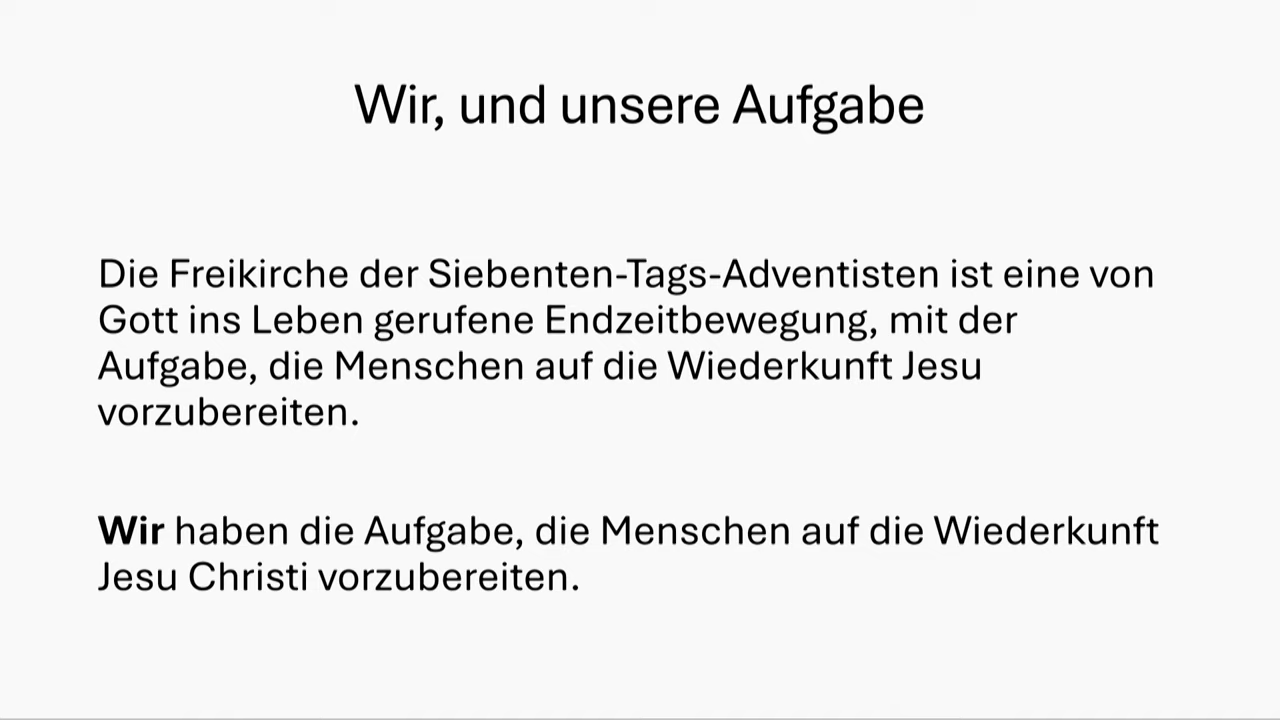 Wir, und unsere Aufgabe
Die Freikirche der Siebenten-Tags-Adventisten ist eine von
Gott ins Leben gerufene Endzeitbewegung, mit der
Aufgabe, die Menschen auf die Wiederkunft Jesu
vorzubereiten.
Wir haben die Aufgabe, die Menschen auf die Wiederkunft
Jesu Christi vorzubereiten.